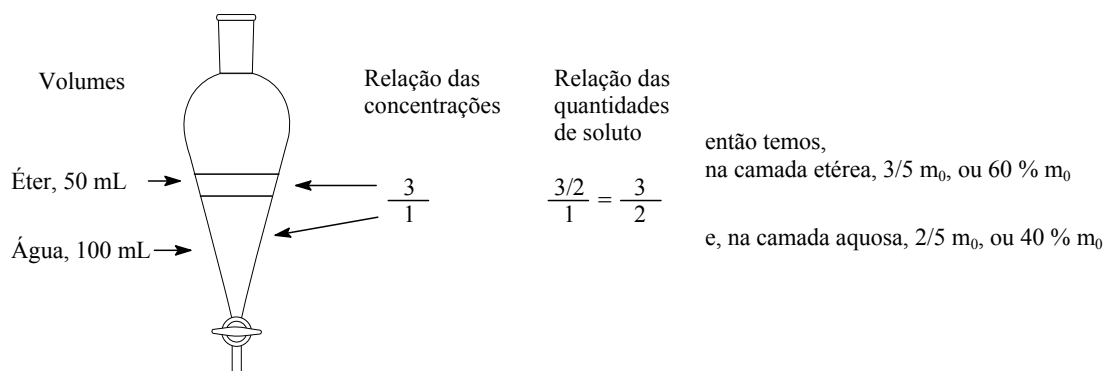 Volumes
Relação das
concentrações
Relação das
quantidades
de soluto
Éter, 50 mL
Água, 100 mL
3
1
3/2 = 3
1 2
então temos,
na camada etérea, 3/5 m₀, ou 60 % m₀
e, na camada aquosa, 2/5 m₀, ou 40 % m₀